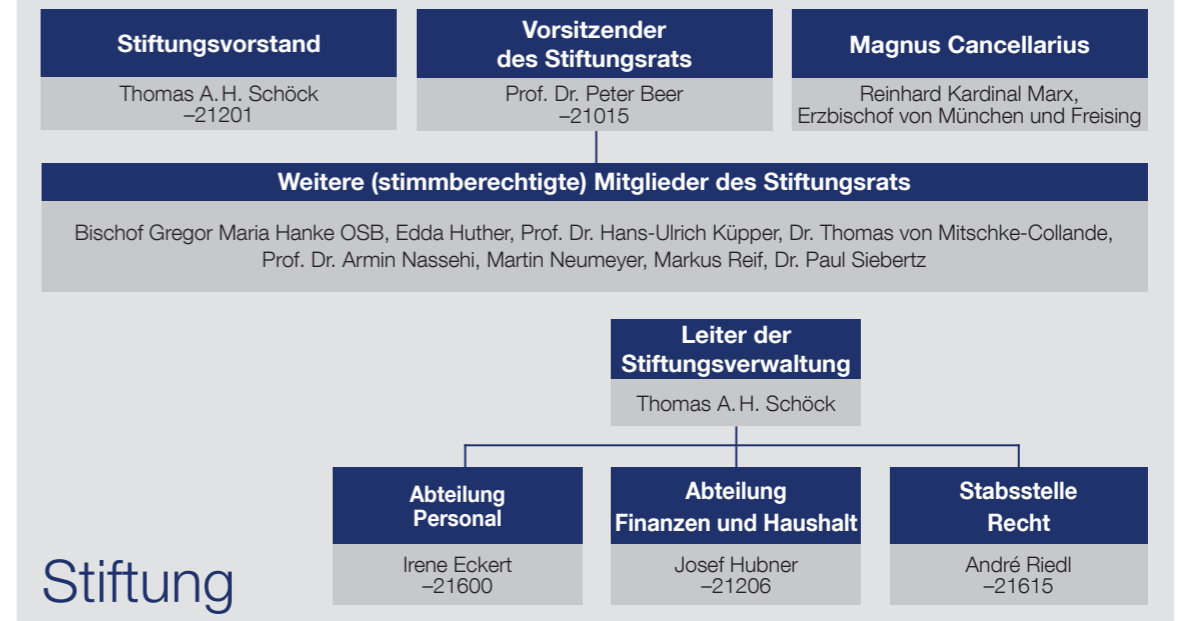 Stiftungsvorstand
Thomas A. H. Schöck
–21201
Vorsitzender
des Stiftungsrats
Prof. Dr. Peter Beer
–21015
Magnus Cancellarius
Reinhard Kardinal Marx,
Erzbischof von München und Freising
Weitere (stimmberechtigte) Mitglieder des Stiftungsrats
Bischof Gregor Maria Hanke OSB, Edda Huther, Prof. Dr. Hans-Ulrich Küpper, Dr. Thomas von Mitschke-Collande,
Prof. Dr. Armin Nassehi, Martin Neumeyer, Markus Reif, Dr. Paul Siebertz
Leiter der
Stiftungsverwaltung
Thomas A. H. Schöck
Abteilung
Personal
Irene Eckert
–21600
Abteilung
Finanzen und Haushalt
Josef Hubner
–21206
Stabsstelle
Recht
André Riedl
–21615
Stiftung